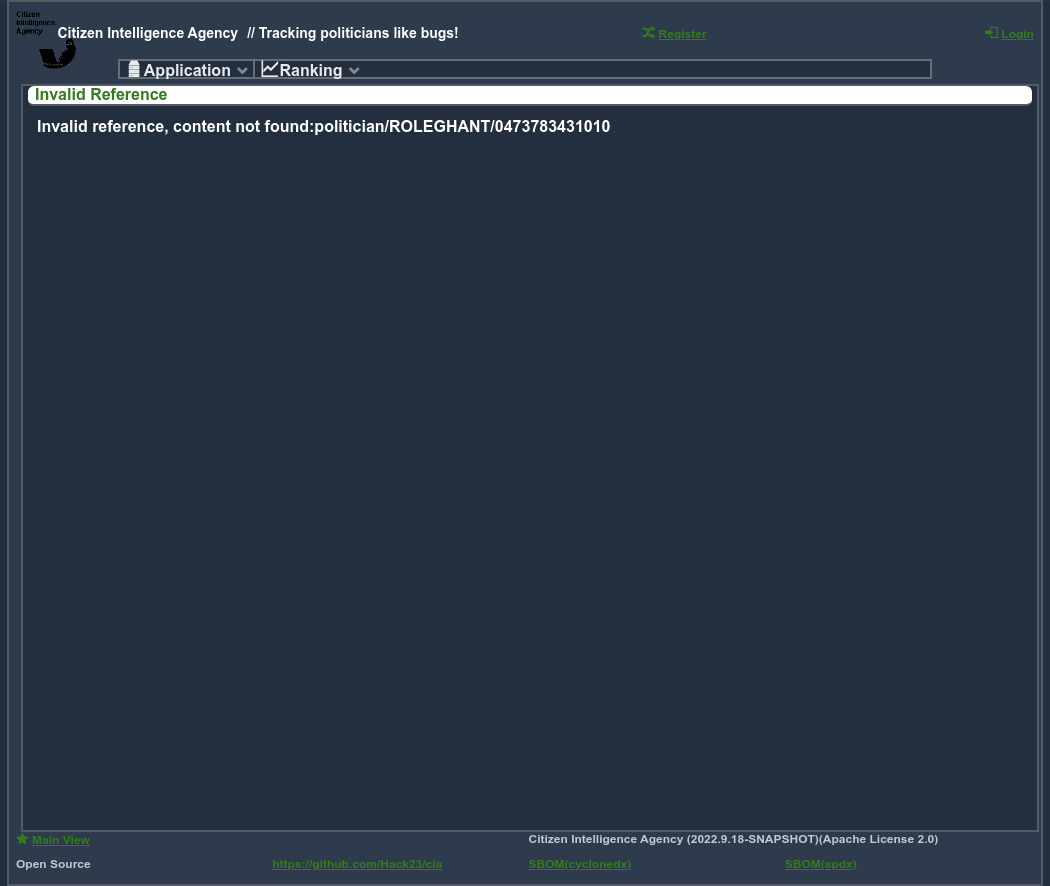 Citizen
Intelligence
Agency
Citizen Intelligence Agency // Tracking politicians like bugs!
Register
Login
Application
Ranking
Invalid Reference
Invalid reference, content not found:politician/ROLEGHANT/0473783431010
Main View
Citizen Intelligence Agency (2022.9.18-SNAPSHOT)(Apache License 2.0)
Open Source
https://github.com/Hack23/cia
SBOM(cyclonedx)
SBOM(spdx)